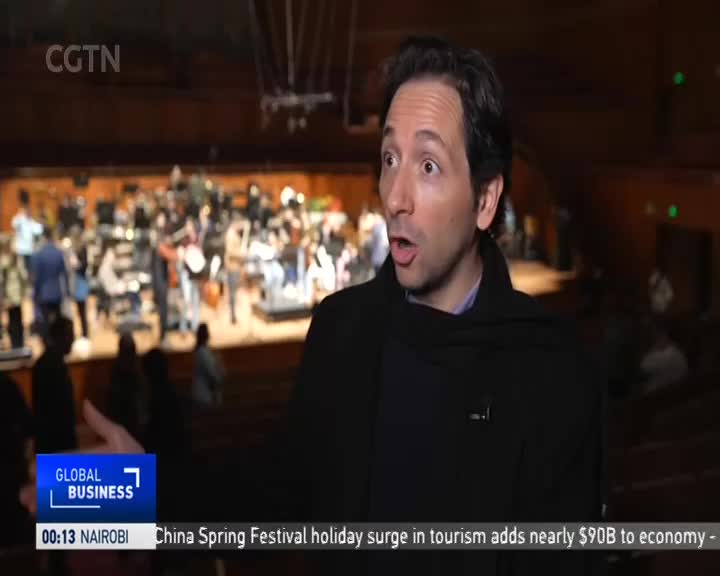 CGTN
GLOBAL
BUSINESS
00:13 NAIROBI
China Spring Festival holiday surge in tourism adds nearly $90B to economy -